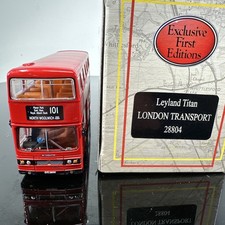 101
NORTH WOOLWICH
Exclusive
First
Editions
Leyland Titan
LONDON TRANSPORT
28804